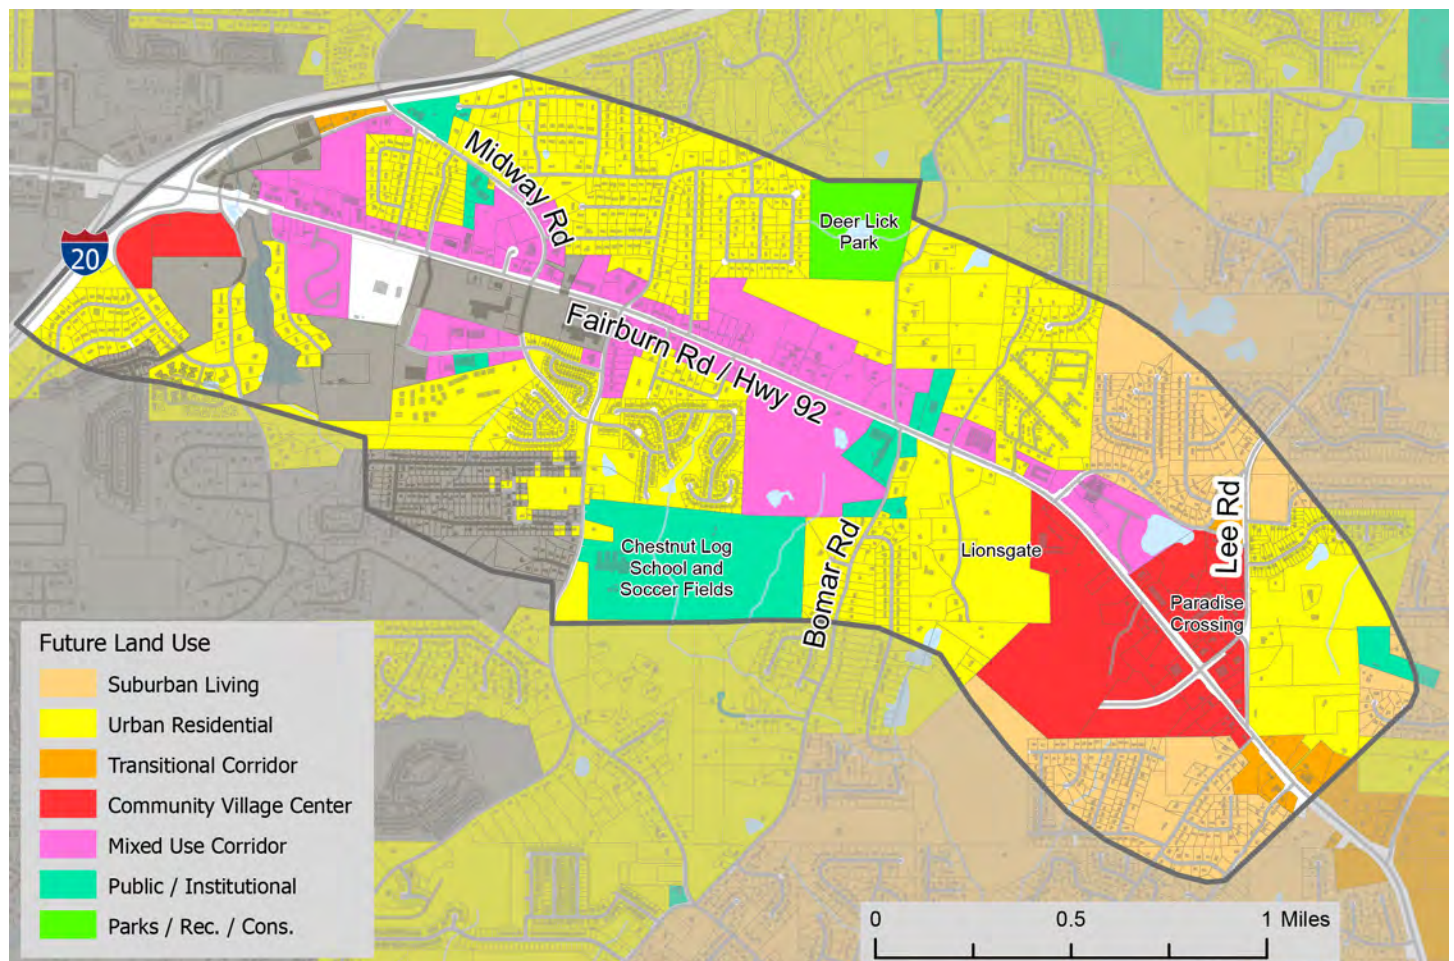 Midway Rd
Deer Lick
Park
20
Fairburn Rd / Hwy 92
Lee Rd
Chestnut Log
School and
Soccer Fields
Lionsgate
Bomar Rd
Paradise
Crossing
Future Land Use
Suburban Living
Urban Residential
Transitional Corridor
Community Village Center
Mixed Use Corridor
Public / Institutional
Parks / Rec. / Cons.
0 0.5 1 Miles